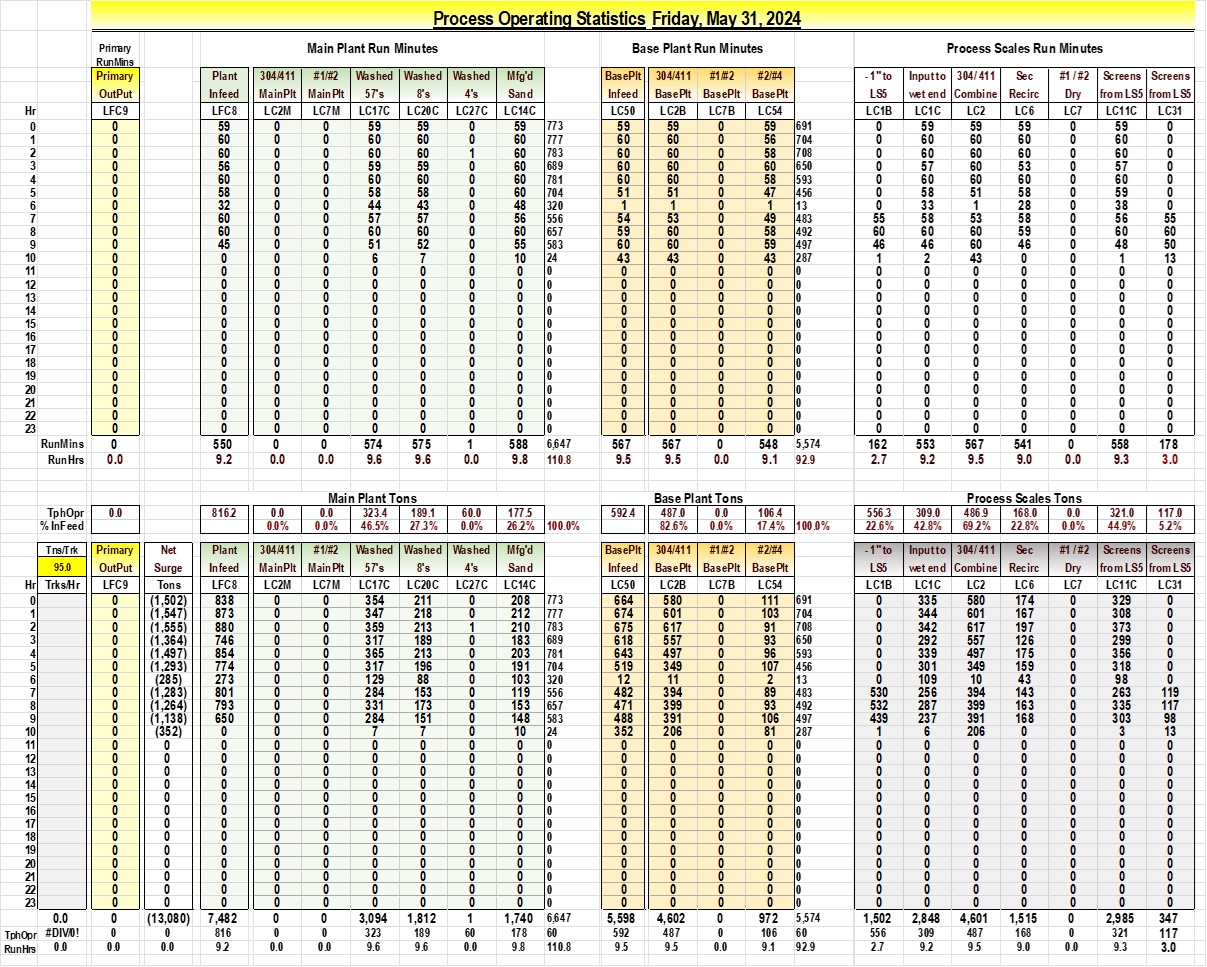 Process Operating Statistics Friday, May 31, 2024
Primary Main Plant Run Minutes Base Plant Run Minutes Process Scales Run Minutes
RunMins
Primary Plant 304/411 #1/#2 Washed Washed Washed Mfg'd BasePlt 304/411 #1/#2 #2/#4 - 1" to Input to 304/ 411 Sec #1 / #2 Screens Screens
OutPut Infeed MainPlt MainPlt 57's 8's 4's Sand Infeed BasePlt BasePlt BasePlt LS5 wet end Combine Recirc Dry from LS5 from LS5
Hr LFC9 LFC8 LC2M LC7M LC17C LC20C LC27C LC14C LC50 LC2B LC7B LC54 LC1B LC1C LC2 LC6 LC7 LC11C LC31
0 0 59 0 0 59 59 0 59 773 59 59 0 59 691 0 59 59 59 0 59 0
1 0 60 0 0 60 60 0 60 777 60 60 0 56 704 0 60 60 60 0 60 0
2 0 60 0 0 60 60 1 60 783 60 60 0 58 708 0 60 60 60 0 60 0
3 0 56 0 0 59 59 0 60 689 60 60 0 60 650 0 57 60 53 0 57 0
4 0 60 0 0 60 60 0 60 781 60 60 0 58 593 0 60 60 60 0 60 0
5 0 58 0 0 58 58 0 60 704 51 51 0 47 456 0 58 51 58 0 59 0
6 0 32 0 0 44 43 0 48 320 1 1 0 1 13 0 33 1 28 0 38 0
7 0 60 0 0 57 57 0 56 556 54 53 0 49 483 55 58 53 58 0 56 55
8 0 60 0 0 60 60 0 60 657 59 60 0 58 492 60 60 60 59 0 60 60
9 0 45 0 0 51 52 0 55 583 60 60 0 59 497 46 46 60 46 0 48 50
10 0 0 0 0 6 7 0 10 24 43 43 0 43 287 1 2 43 0 0 1 13
11 0 0 0 0 0 0 0 0 0 0 0 0 0 0 0 0 0 0 0 0 0
12 0 0 0 0 0 0 0 0 0 0 0 0 0 0 0 0 0 0 0 0 0
13 0 0 0 0 0 0 0 0 0 0 0 0 0 0 0 0 0 0 0 0 0
14 0 0 0 0 0 0 0 0 0 0 0 0 0 0 0 0 0 0 0 0 0
15 0 0 0 0 0 0 0 0 0 0 0 0 0 0 0 0 0 0 0 0 0
16 0 0 0 0 0 0 0 0 0 0 0 0 0 0 0 0 0 0 0 0 0
17 0 0 0 0 0 0 0 0 0 0 0 0 0 0 0 0 0 0 0 0 0
18 0 0 0 0 0 0 0 0 0 0 0 0 0 0 0 0 0 0 0 0 0
19 0 0 0 0 0 0 0 0 0 0 0 0 0 0 0 0 0 0 0 0 0
20 0 0 0 0 0 0 0 0 0 0 0 0 0 0 0 0 0 0 0 0 0
21 0 0 0 0 0 0 0 0 0 0 0 0 0 0 0 0 0 0 0 0 0
22 0 0 0 0 0 0 0 0 0 0 0 0 0 0 0 0 0 0 0 0 0
23 0 0 0 0 0 0 0 0 0 0 0 0 0 0 0 0 0 0 0 0 0
RunMins 0 550 0 0 574 575 1 588 6,647 567 567 0 548 5,574 162 553 567 541 0 558 178
RunHrs 0.0 9.2 0.0 0.0 9.6 9.6 0.0 9.8 110.8 9.5 9.5 0.0 9.1 92.9 2.7 9.2 9.5 9.0 0.0 9.3 3.0
Main Plant Tons Base Plant Tons Process Scales Tons
TphOpr 0.0 816.2 0.0 0.0 323.4 189.1 60.0 177.5 592.4 487.0 0.0 106.4 556.3 309.0 486.9 168.0 0.0 321.0 117.0
% InFeed 0.0% 0.0% 46.5% 27.3% 0.0% 26.2% 100.0% 82.6% 0.0% 17.4% 100.0% 22.6% 42.8% 69.2% 22.8% 0.0% 44.9% 5.2%
Tns/Trk Primary Net Plant 304/411 #1/#2 Washed Washed Washed Mfg'd BasePlt 304/411 #1/#2 #2/#4 - 1" to Input to 304/ 411 Sec #1 / #2 Screens Screens
95.0 OutPut Surge Infeed MainPlt MainPlt 57's 8's 4's Sand Infeed BasePlt BasePlt BasePlt LS5 wet end Combine Recirc Dry from LS5 from LS5
Hr Trks/Hr LFC9 Tons LFC8 LC2M LC7M LC17C LC20C LC27C LC14C LC50 LC2B LC7B LC54 LC1B LC1C LC2 LC6 LC7 LC11C LC31
0 0 (1,502) 838 0 0 354 211 0 208 773 664 580 0 111 691 0 335 580 174 0 329 0
1 0 (1,547) 873 0 0 347 218 0 212 777 674 601 0 103 704 0 344 601 167 0 308 0
2 0 (1,555) 880 0 0 359 213 1 210 783 675 617 0 91 708 0 342 617 197 0 373 0
3 0 (1,364) 746 0 0 317 189 0 183 689 618 557 0 93 650 0 292 557 126 0 299 0
4 0 (1,497) 854 0 0 365 213 0 203 781 643 497 0 96 593 0 339 497 175 0 356 0
5 0 (1,293) 774 0 0 317 196 0 191 704 519 349 0 107 456 0 301 349 159 0 318 0
6 0 (285) 273 0 0 129 88 0 103 320 12 11 0 2 13 0 109 10 43 0 98 0
7 0 (1,283) 801 0 0 284 153 0 119 556 482 394 0 89 483 530 256 394 143 0 263 119
8 0 (1,264) 793 0 0 331 173 0 153 657 471 399 0 93 492 532 287 399 163 0 335 117
9 0 (1,138) 650 0 0 284 151 0 148 583 488 391 0 106 497 439 237 391 168 0 303 98
10 0 (352) 0 0 0 7 7 0 10 24 352 206 0 81 287 1 6 206 0 0 3 13
11 0 0 0 0 0 0 0 0 0 0 0 0 0 0 0 0 0 0 0 0 0 0
12 0 0 0 0 0 0 0 0 0 0 0 0 0 0 0 0 0 0 0 0 0 0
13 0 0 0 0 0 0 0 0 0 0 0 0 0 0 0 0 0 0 0 0 0 0
14 0 0 0 0 0 0 0 0 0 0 0 0 0 0 0 0 0 0 0 0 0 0
15 0 0 0 0 0 0 0 0 0 0 0 0 0 0 0 0 0 0 0 0 0 0
16 0 0 0 0 0 0 0 0 0 0 0 0 0 0 0 0 0 0 0 0 0 0
17 0 0 0 0 0 0 0 0 0 0 0 0 0 0 0 0 0 0 0 0 0 0
18 0 0 0 0 0 0 0 0 0 0 0 0 0 0 0 0 0 0 0 0 0 0
19 0 0 0 0 0 0 0 0 0 0 0 0 0 0 0 0 0 0 0 0 0 0
20 0 0 0 0 0 0 0 0 0 0 0 0 0 0 0 0 0 0 0 0 0 0
21 0 0 0 0 0 0 0 0 0 0 0 0 0 0 0 0 0 0 0 0 0 0
22 0 0 0 0 0 0 0 0 0 0 0 0 0 0 0 0 0 0 0 0 0 0
23 0 0 0 0 0 0 0 0 0 0 0 0 0 0 0 0 0 0 0 0 0 0
0.0 0 (13,080) 7,482 0 0 3,094 1,812 1 1,740 6,647 5,598 4,602 0 972 5,574 1,502 2,848 4,601 1,515 0 2,985 347
TphOpr #DIV/0! 0 0 816 0 0 323 189 60 178 60 592 487 0 106 60 556 309 487 168 0 321 117
RunHrs 0.0 0.0 0.0 9.2 0.0 0.0 9.6 9.6 0.0 9.8 110.8 9.5 9.5 0.0 9.1 92.9 2.7 9.2 9.5 9.0 0.0 9.3 3.0